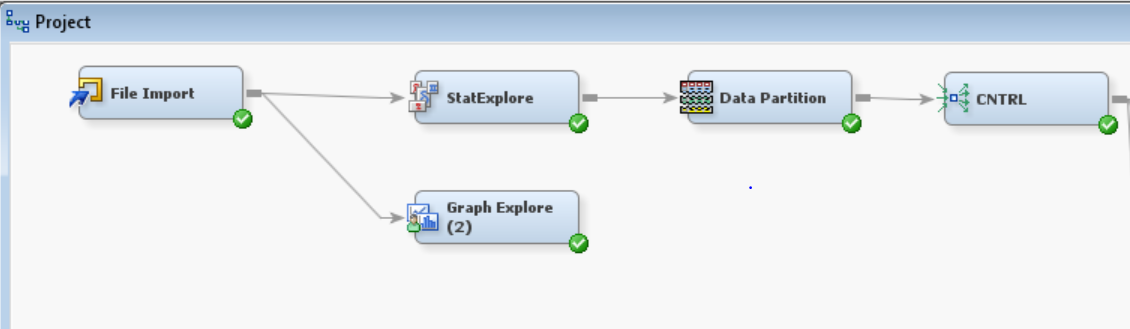 Project
File Import
StatExplore
Data Partition
CNTRL
Graph Explore
(2)